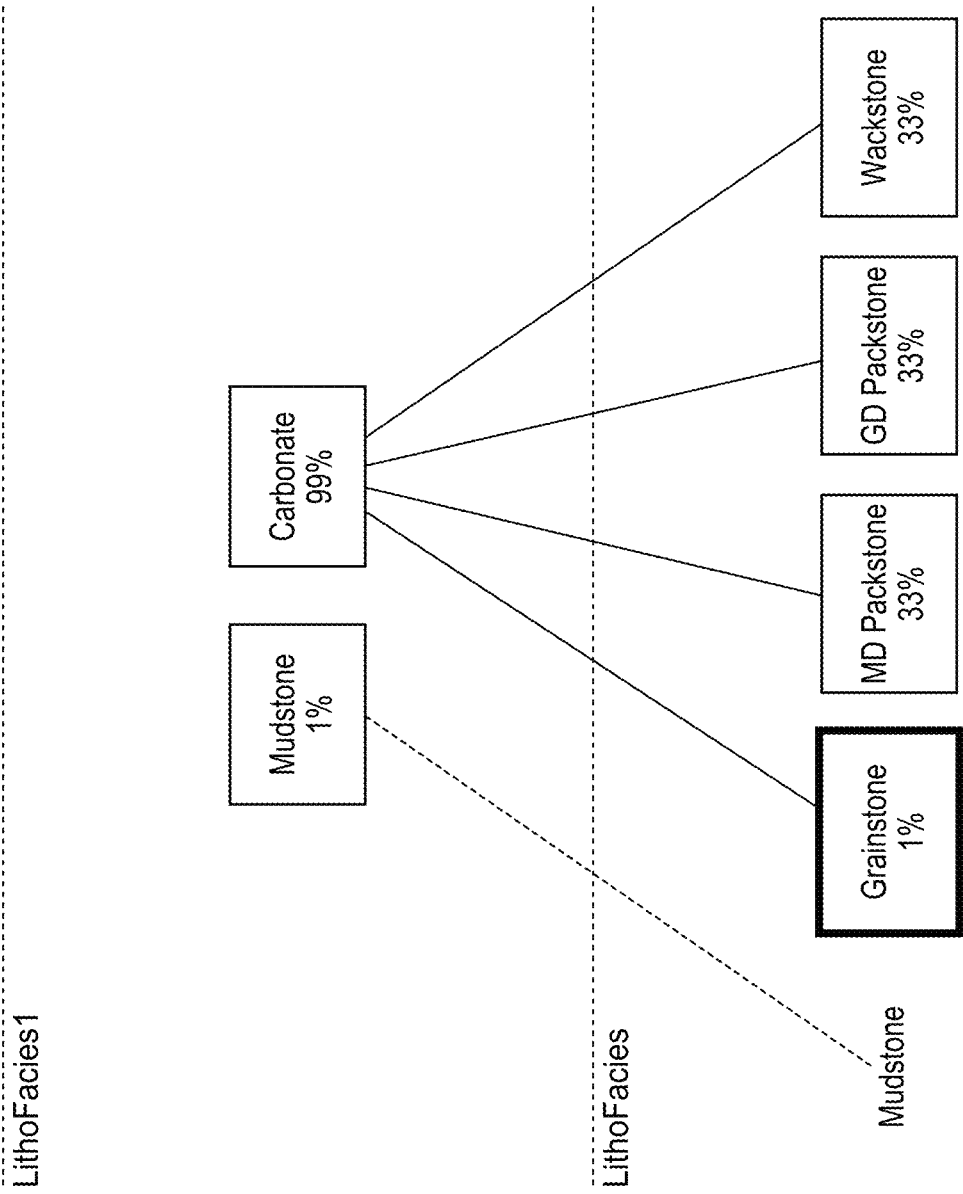 LithoFacies1
Mudstone
1%
Carbonate
99%
LithoFacies
Mudstone
Grainstone
1%
MD Packstone
33%
GD Packstone
33%
Wackstone
33%